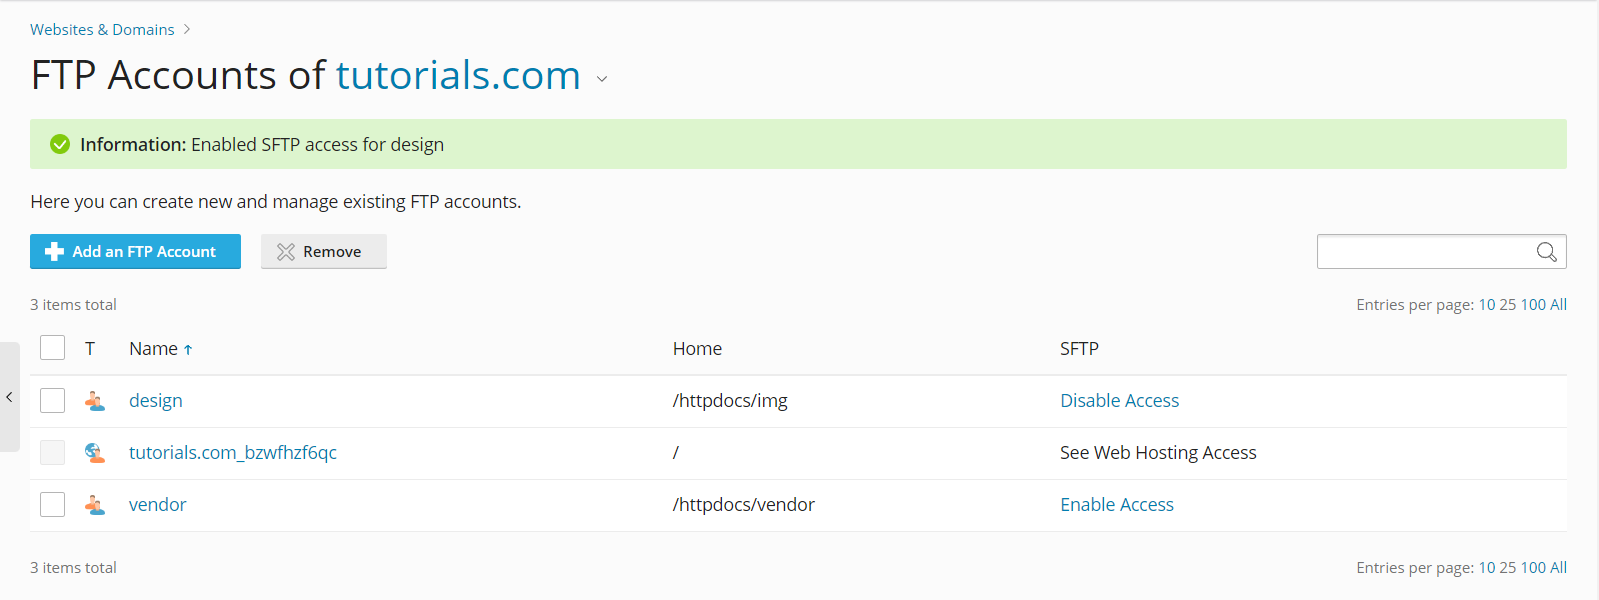 Websites & Domains
FTP Accounts of tutorials.com
Information: Enabled SFTP access for design
Here you can create new and manage existing FTP accounts.
Add an FTP Account Remove
3 items total Entries per page: 10 25 100 All
T Name ↑ Home SFTP
design /httpdocs/img Disable Access
tutorials.com_bzwfhzf6qc / See Web Hosting Access
vendor /httpdocs/vendor Enable Access
3 items total Entries per page: 10 25 100 All